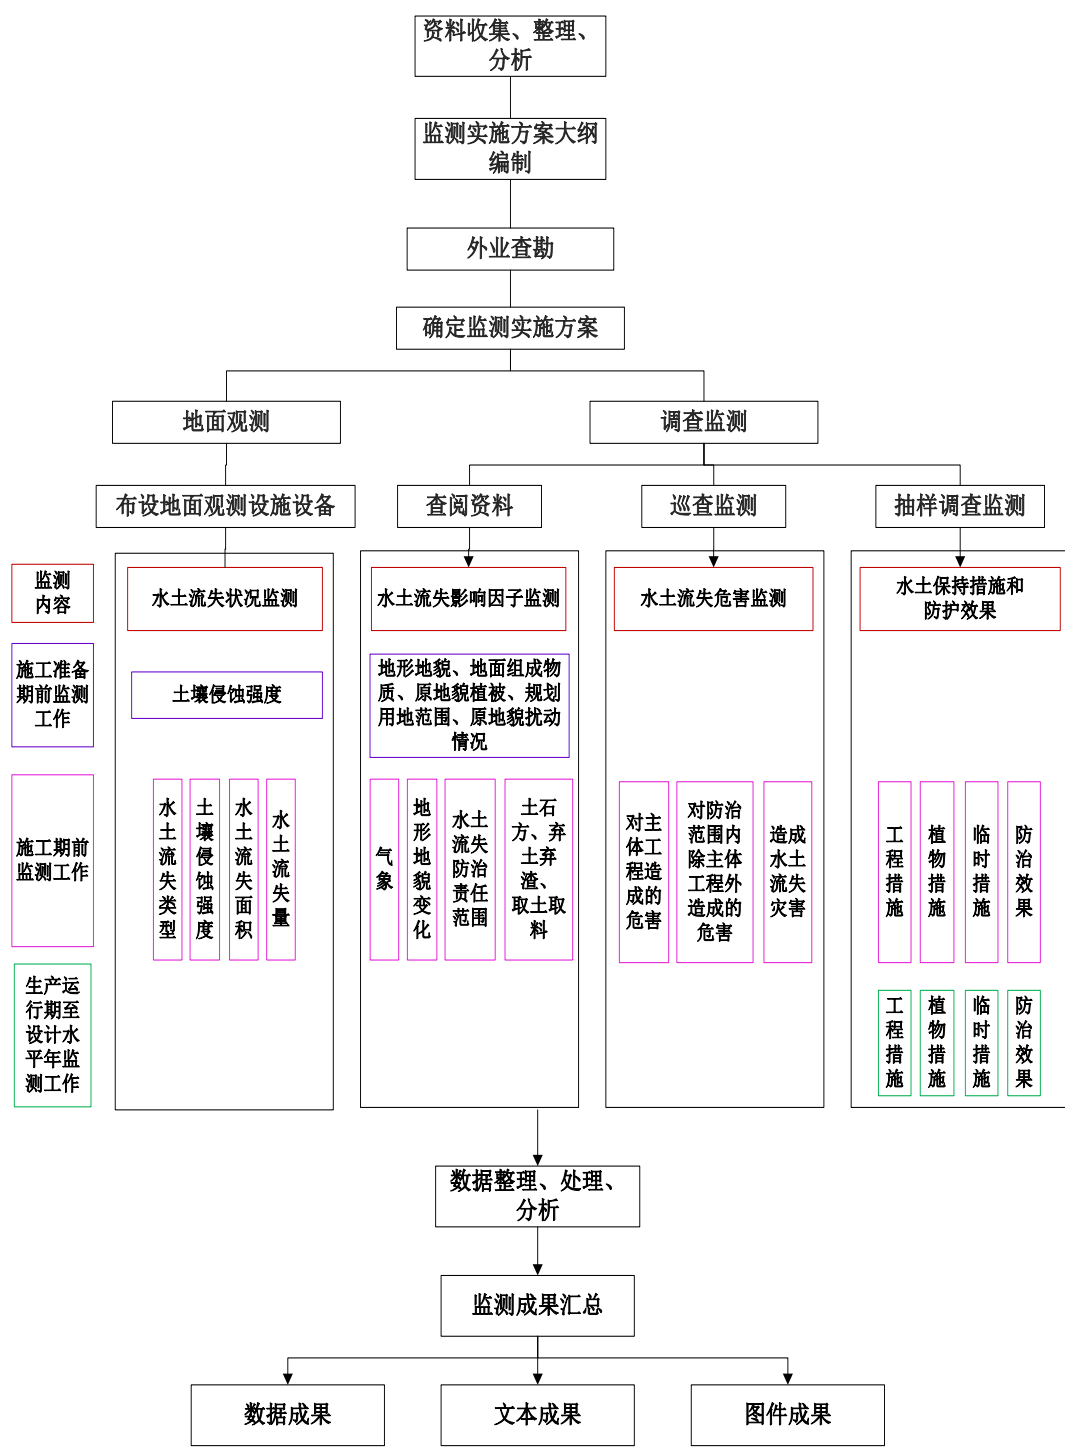 资料收集、整理、
分析
监测实施方案大纲
编制
外业查勘
确定监测实施方案
地面观测
调查监测
布设地面观测设施设备
查阅资料
巡查监测
抽样调查监测
监测
内容
水土流失状况监测
水土流失影响因子监测
水土流失危害监测
水土保持措施和
防护效果
施工准备
期前监测
工作
土壤侵蚀强度
地形地貌、地面组成物
质、原地貌植被、规划
用地范围、原地貌扰动
情况
施工期前
监测工作
水土流失类型
土壤侵蚀强度
水土流失面积
水土流失量
气象
地形地貌变化
水土
流失
防治
责任
范围
土石
方、弃
土弃
渣、
取土取
料
对主
体工
程造
成的
危害
对防治
范围内
除主体
工程外
造成的
危害
造成
水土
流失
灾害
工程措施
植物措施
临时措施
防治效果
生产运
行期至
设计水
平年监
测工作
工程措施
植物措施
临时措施
防治效果
数据整理、处理、
分析
监测成果汇总
数据成果
文本成果
图件成果